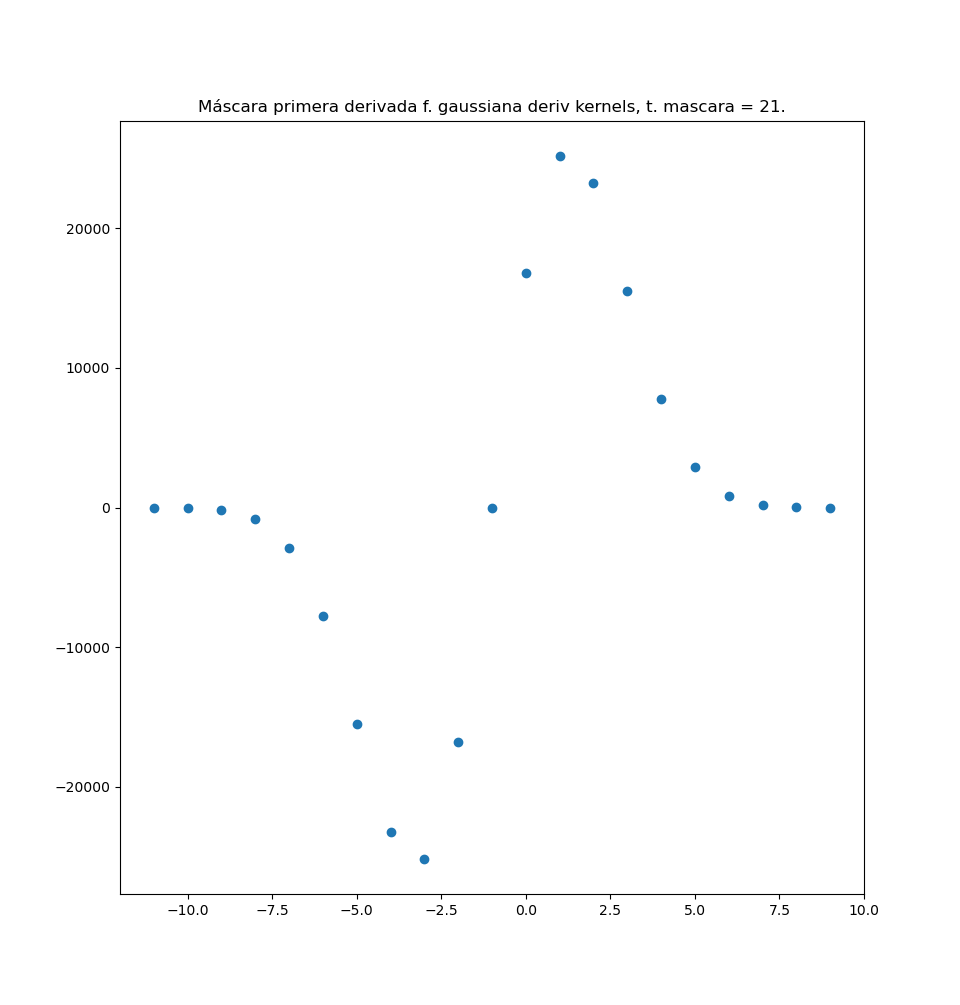 Máscara primera derivada f. gaussiana deriv kernels, t. mascara = 21.
20000
10000
0
−10000
−20000
−10.0 −7.5 −5.0 −2.5 0.0 2.5 5.0 7.5 10.0